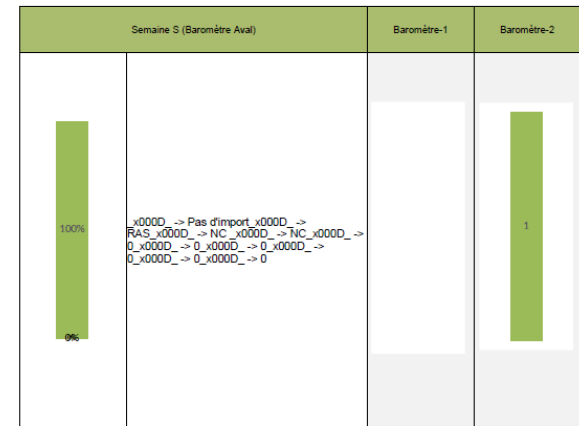 Semaine S (Baromètre Aval)
Baromètre-1
Baromètre-2
100%
0%
_x000D_ -> Pas d'import_x000D_ ->
RAS_x000D_ -> NC _x000D_ -> NC_x000D_ ->
0_x000D_ -> 0_x000D_ -> 0_x000D_ ->
0_x000D_ -> 0_x000D_ -> 0
1